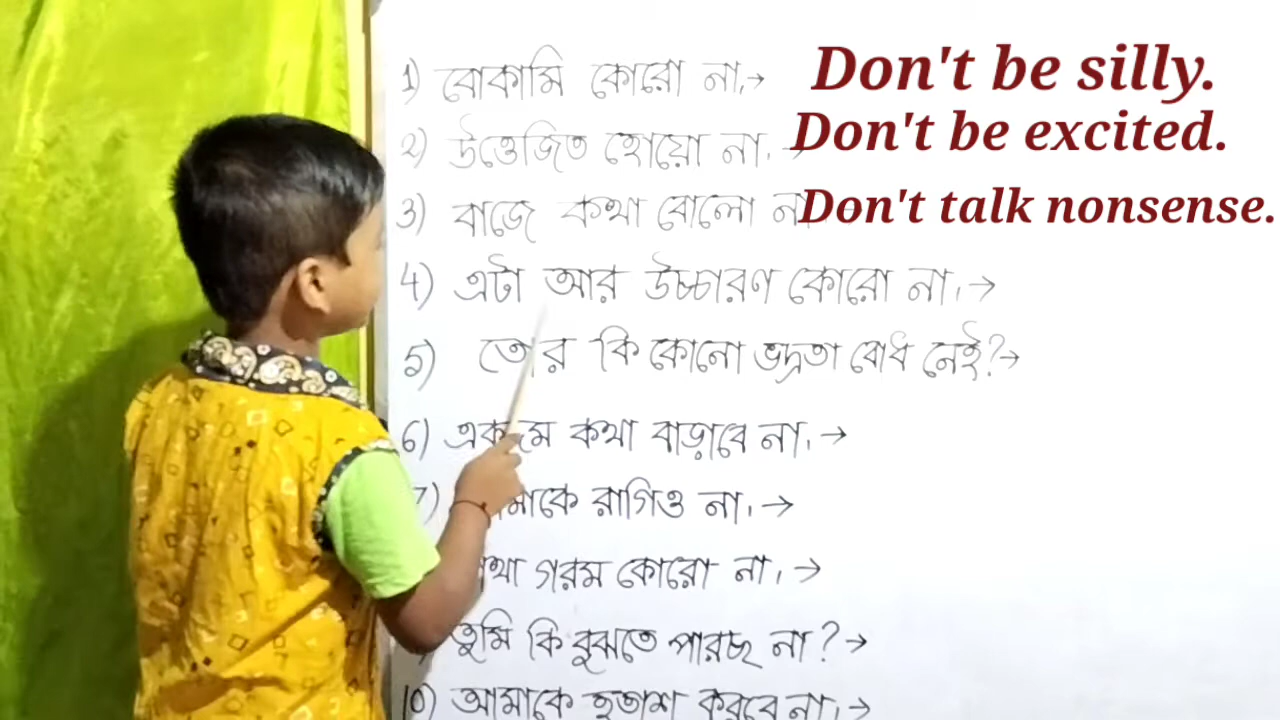 1) বোকামি কোরো না।→ Don't be silly.
2) উত্তেজিত হোয়ো না। → Don't be excited.
3) বাজে কথা বোলো না Don't talk nonsense.
4) এটা আর উচ্চারণ কোরো না।→
5) তোর কি কোনো ভদ্রতা বোধ নেই?→
6) একদম কথা বাড়াবে না।→
7) মাকে রাগিও না।→
থা গরম কোরো না।→
তুমি কি বুঝতে পারছ না?→
10) আমাকে হতাশ করবে না।→